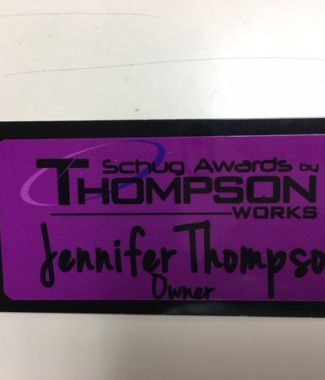 Schug Awards by
THOMPSON
WORKS
Jennifer Thompso
Owner